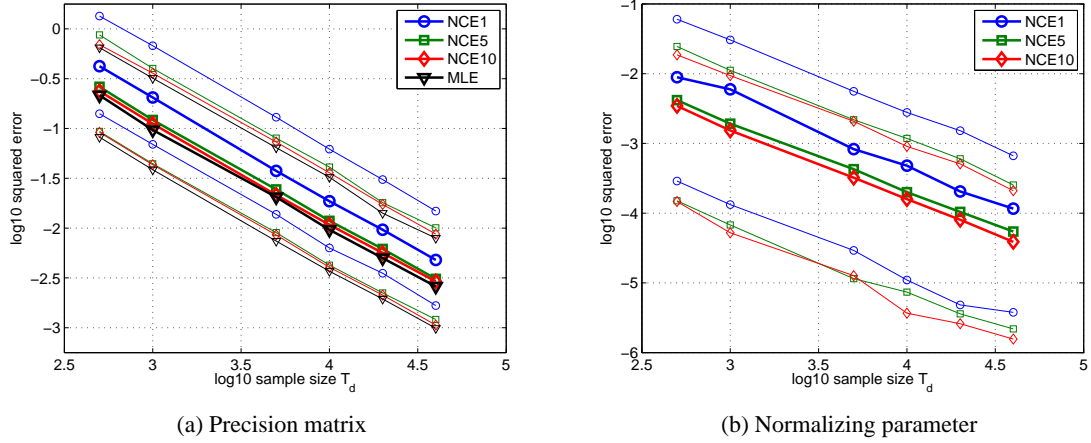 NCE1
NCE5
NCE10
MLE
0
−0.5
−1
−1.5
−2
−2.5
−3
2.5
3
3.5
4
4.5
5
log10 squared error
log10 sample size T_d
(a) Precision matrix
NCE1
NCE5
NCE10
−1
−2
−3
−4
−5
−6
2.5
3
3.5
4
4.5
5
log10 squared error
log10 sample size T_d
(b) Normalizing parameter